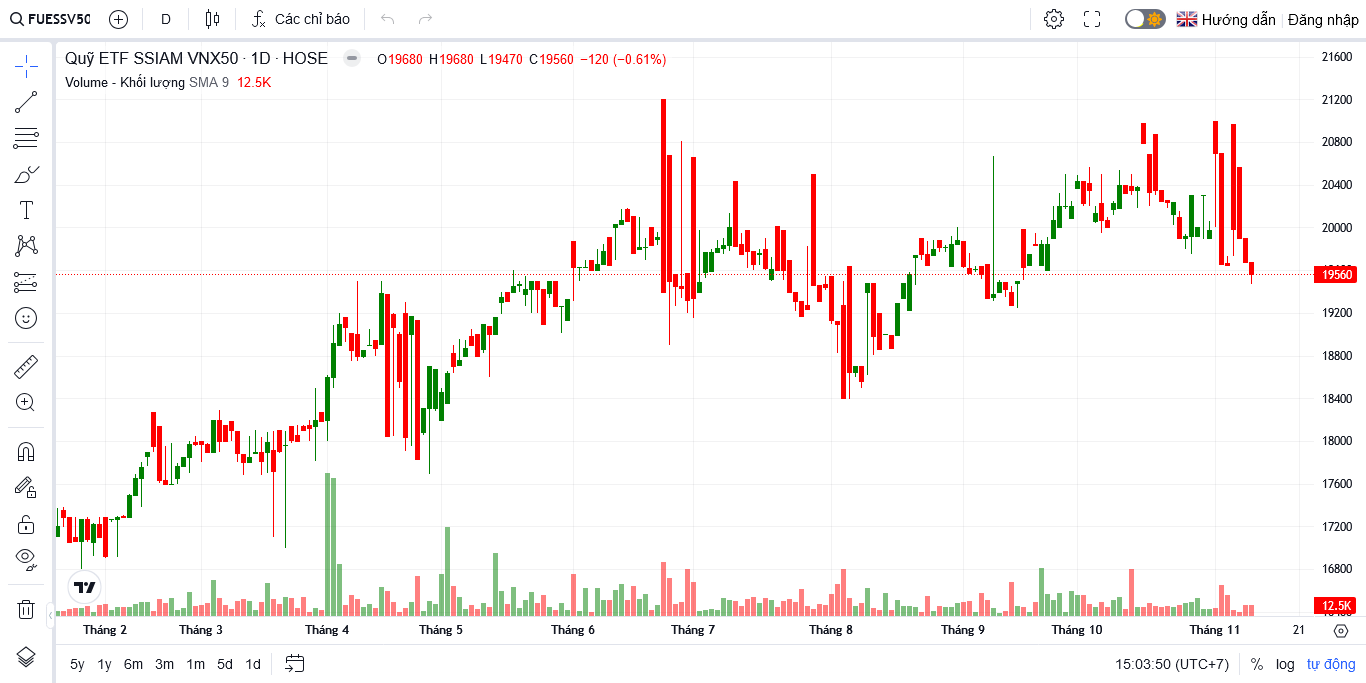 FUESSV50
D
Các chỉ báo
Hướng dẫn
Đăng nhập
Quỹ ETF SSIAM VNX50 · 1D · HOSE
O19680 H19680 L19470 C19560 −120 (−0.61%)
Volume - Khối lượng SMA 9 12.5K
21600
21200
20800
20400
20000
19560
19200
18800
18400
18000
17600
17200
16800
12.5K
Tháng 2 Tháng 3 Tháng 4 Tháng 5 Tháng 6 Tháng 7 Tháng 8 Tháng 9 Tháng 10 Tháng 11 21
5y 1y 6m 3m 1m 5d 1d
15:03:50 (UTC+7)
% log tự động